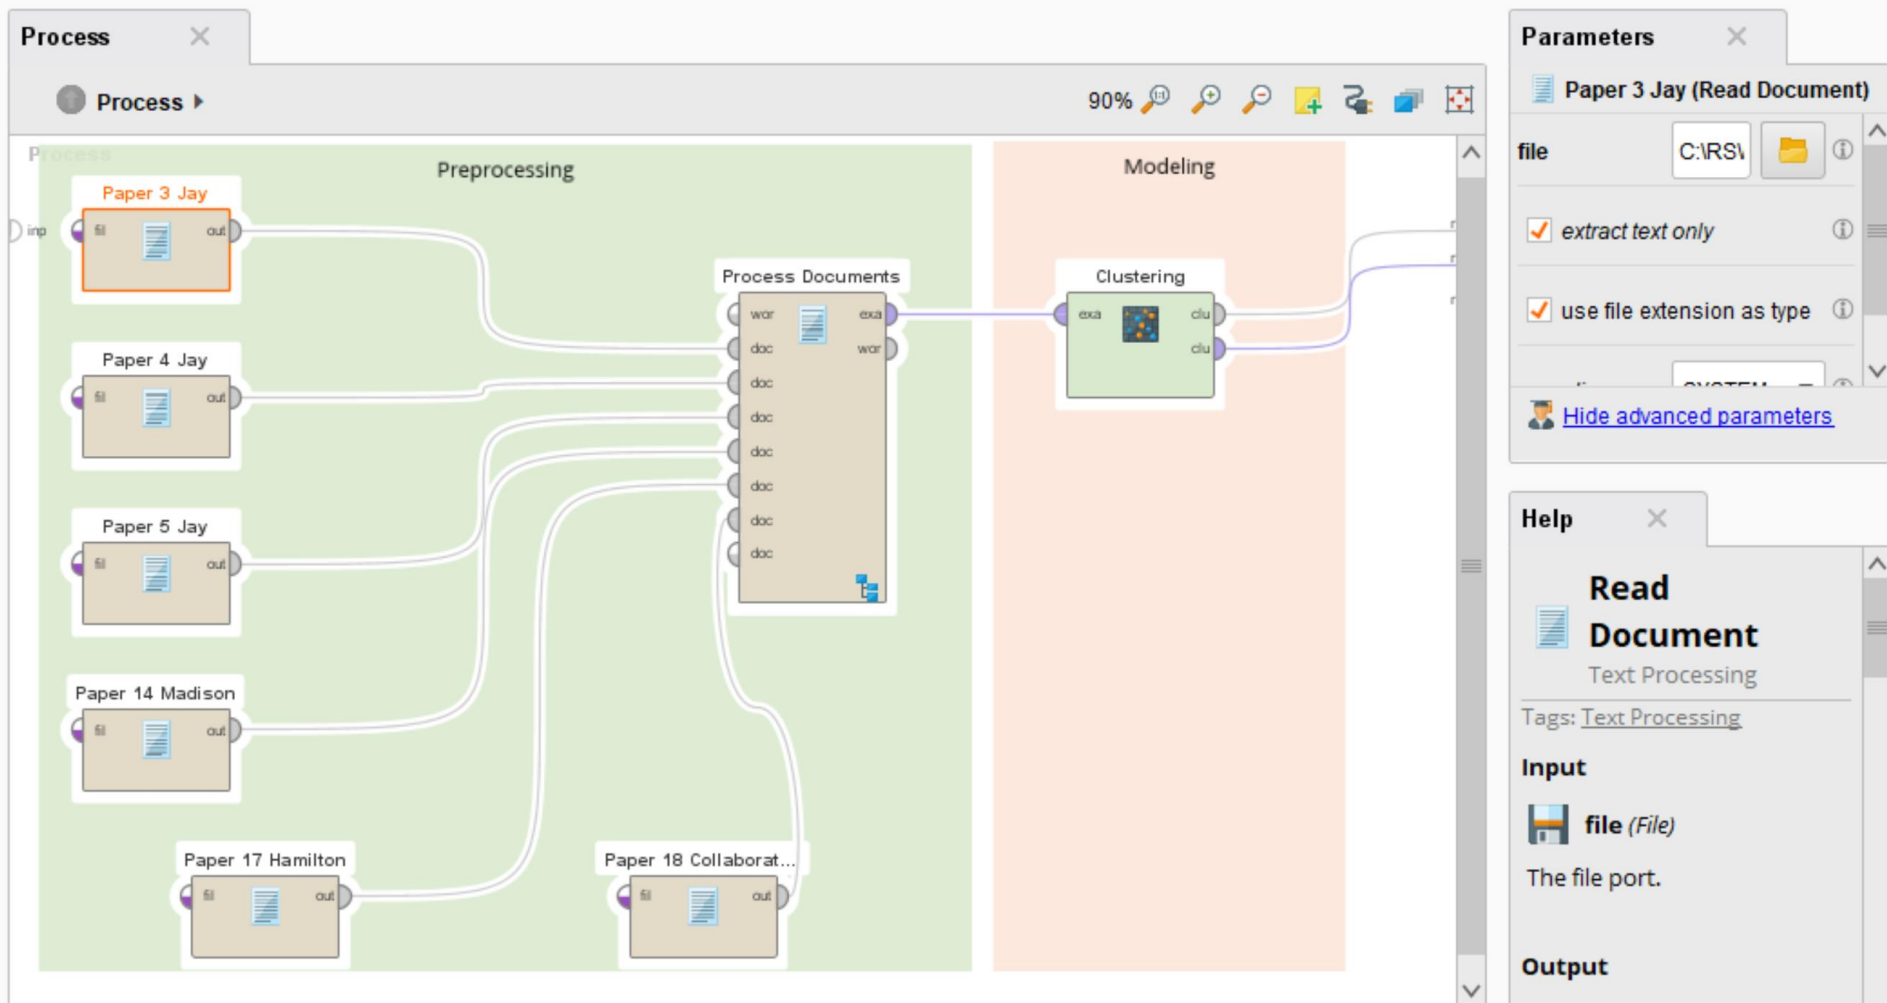 Process
Process
90%
Process
Preprocessing
Modeling
Paper 3 Jay
inp
fil
out
Process Documents
Clustering
wor
exa
exa
clu
doc
wor
clu
Paper 4 Jay
doc
fil
out
doc
doc
doc
Paper 5 Jay
doc
doc
fil
out
Paper 14 Madison
fil
out
Paper 17 Hamilton
Paper 18 Collaborat...
fil
out
fil
out
Parameters
Paper 3 Jay (Read Document)
file
C:\RS\
extract text only
use file extension as type
Hide advanced parameters
Help
Read
Document
Text Processing
Tags: Text Processing
Input
file (File)
The file port.
Output